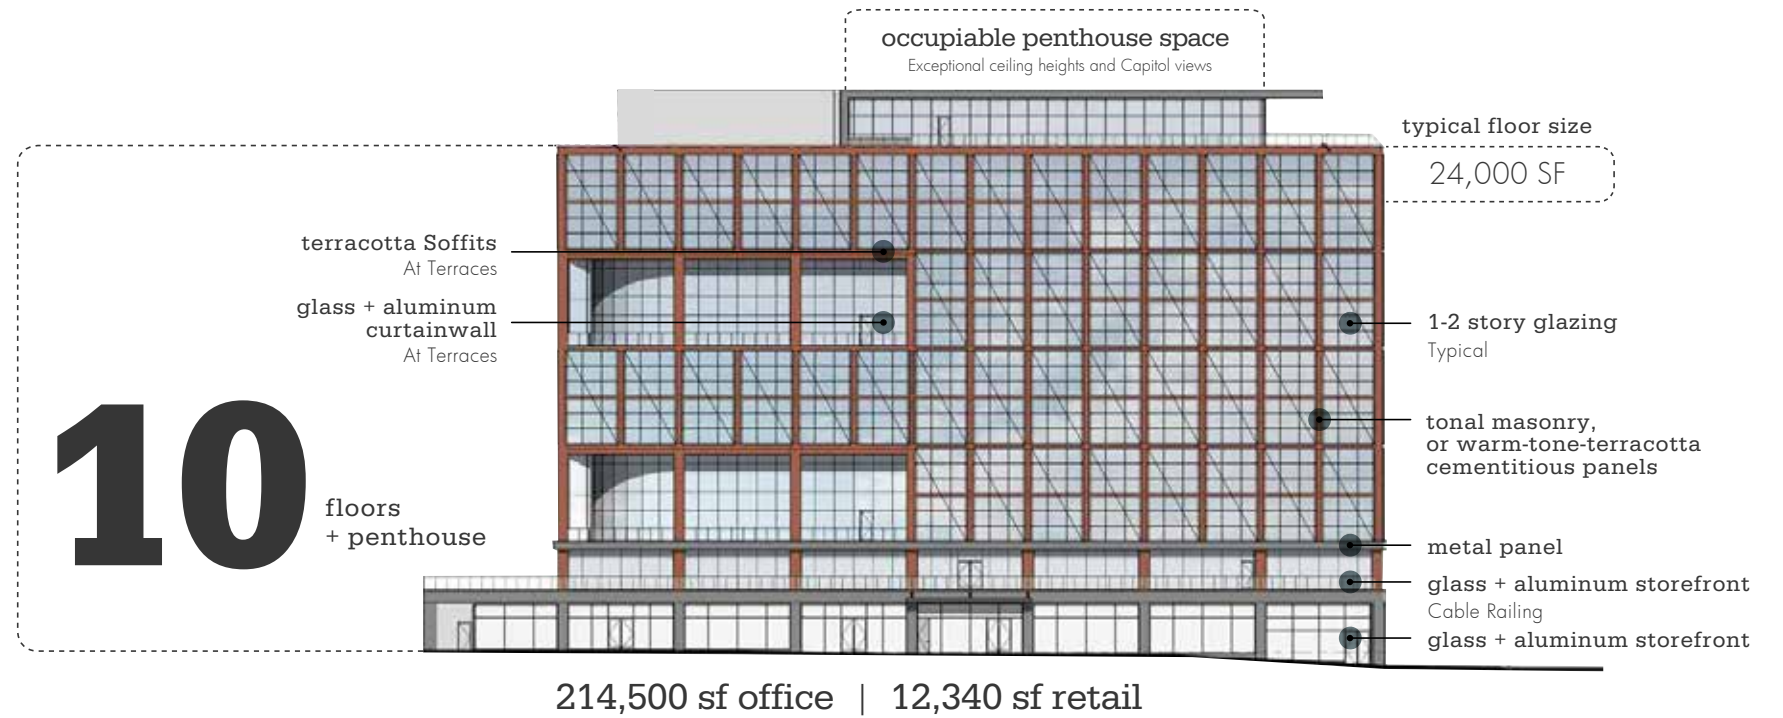 occupiable penthouse space
Exceptional ceiling heights and Capitol views
typical floor size
24,000 SF
terracotta Soffits
At Terraces
glass + aluminum
curtainwall
At Terraces
10
floors
+ penthouse
1-2 story glazing
Typical
tonal masonry,
or warm-tone-terracotta
cementitious panels
metal panel
glass + aluminum storefront
Cable Railing
glass + aluminum storefront
214,500 sf office | 12,340 sf retail